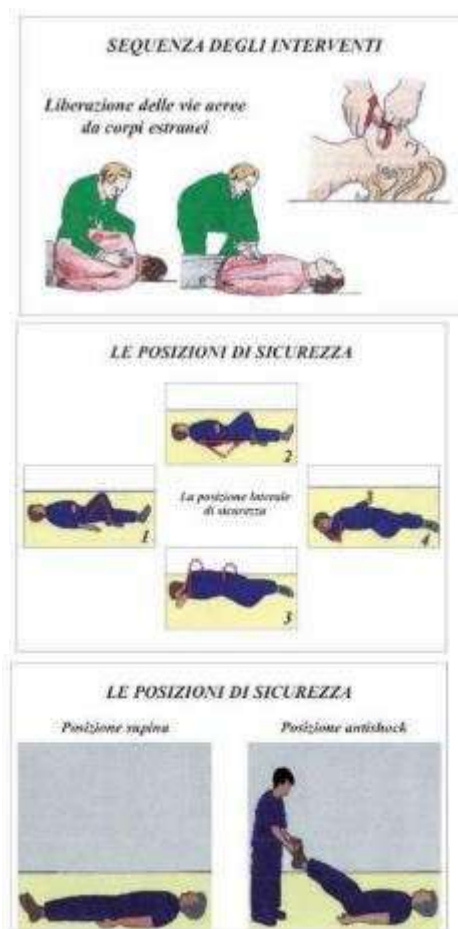 SEQUENZA DEGLI INTERVENTI
Liberazione delle vie aeree
da corpi estranei
LE POSIZIONI DI SICUREZZA
2
1
La posizione laterale
di sicurezza
4
3
LE POSIZIONI DI SICUREZZA
Posizione supina
Posizione antishock